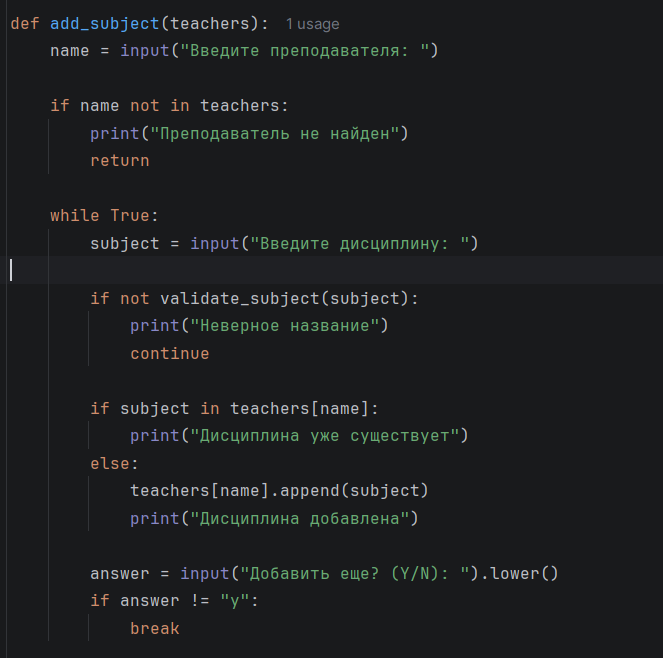 def add_subject(teachers): 1 usage
    name = input("Введите преподавателя: ")

    if name not in teachers:
        print("Преподаватель не найден")
        return

    while True:
        subject = input("Введите дисциплину: ")

        if not validate_subject(subject):
            print("Неверное название")
            continue

        if subject in teachers[name]:
            print("Дисциплина уже существует")
        else:
            teachers[name].append(subject)
            print("Дисциплина добавлена")

        answer = input("Добавить еще? (Y/N): ").lower()
        if answer != "y":
            break